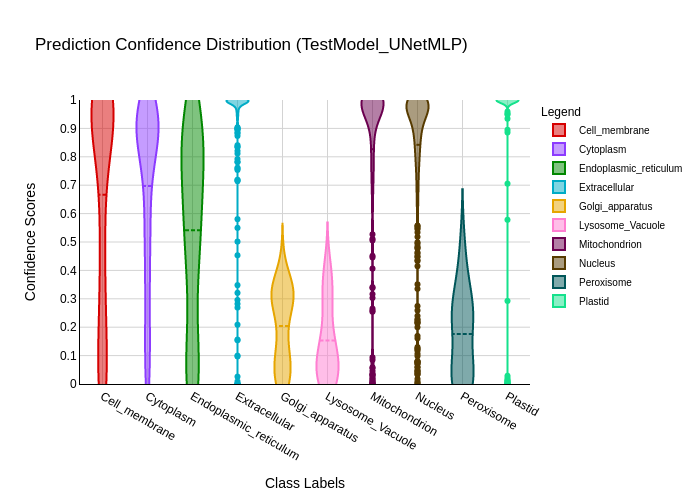 Prediction Confidence Distribution (TestModel_UNetMLP)
Confidence Scores
1
0.9
0.8
0.7
0.6
0.5
0.4
0.3
0.2
0.1
0
Cell_membrane
Cytoplasm
Endoplasmic_reticulum
Extracellular
Golgi_apparatus
Lysosome_Vacuole
Mitochondrion
Nucleus
Peroxisome
Plastid
Class Labels
Legend
Cell_membrane
Cytoplasm
Endoplasmic_reticulum
Extracellular
Golgi_apparatus
Lysosome_Vacuole
Mitochondrion
Nucleus
Peroxisome
Plastid